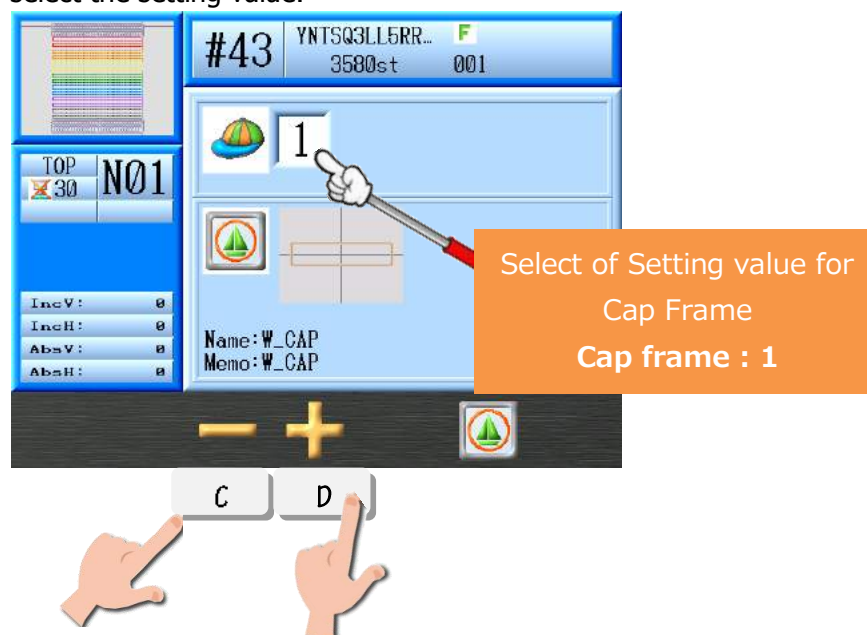 select the setting value.
#43
YNTSQ3LL5RR… F
3580st 001
1
TOP
30
N01
IncV: 0
IncH: 0
AbsV: 0
AbsH: 0
Name:₩_CAP
Memo:₩_CAP
Select of Setting value for
Cap Frame
Cap frame : 1
C D